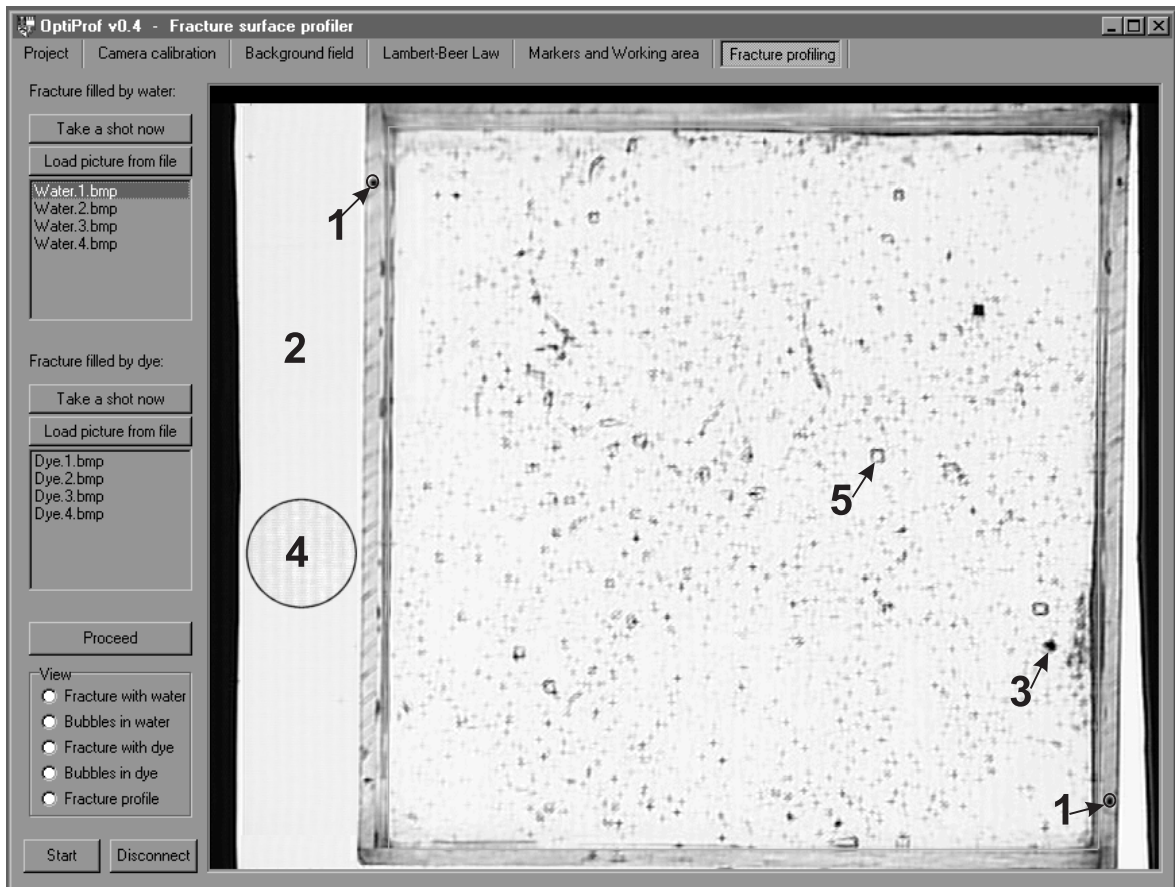 OptiProf v0.4 - Fracture surface profiler
Project Camera calibration Background field Lambert-Beer Law Markers and Working area Fracture profiling
Fracture filled by water:
Take a shot now
Load picture from file
Water.1.bmp
Water.2.bmp
Water.3.bmp
Water.4.bmp
Fracture filled by dye:
Take a shot now
Load picture from file
Dye.1.bmp
Dye.2.bmp
Dye.3.bmp
Dye.4.bmp
Proceed
View
Fracture with water
Bubbles in water
Fracture with dye
Bubbles in dye
Fracture profile
Start Disconnect
1
2
5
4
3
1